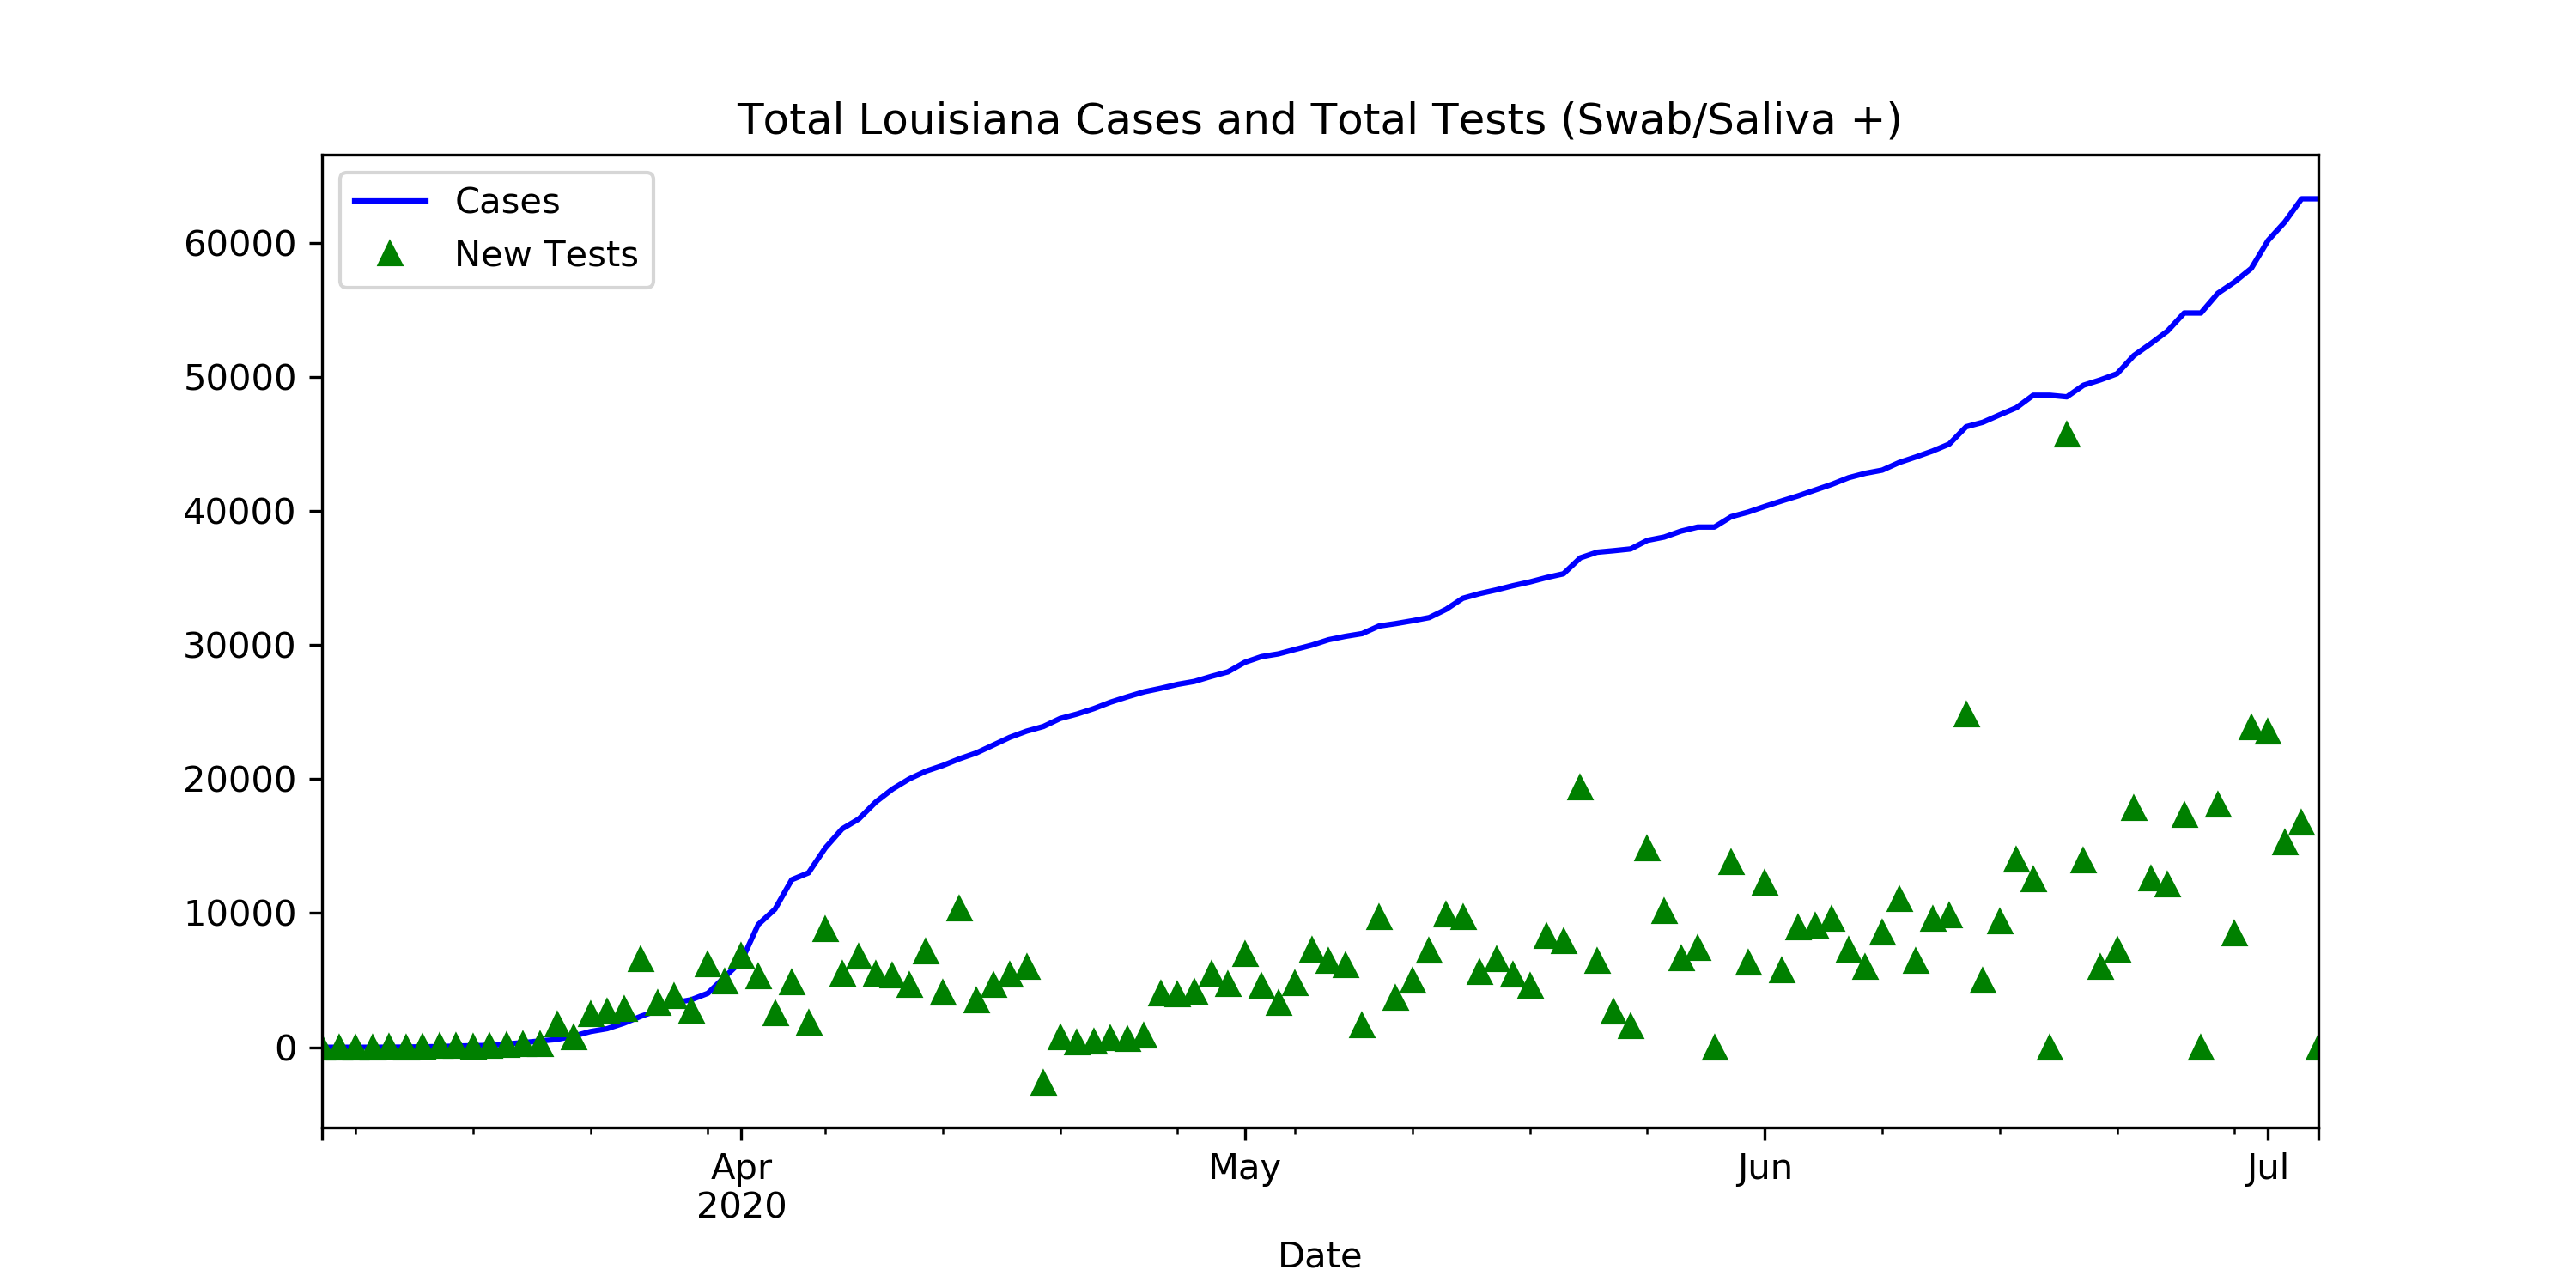 Total Louisiana Cases and Total Tests (Swab/Saliva +)
Cases
New Tests
60000
50000
40000
30000
20000
10000
0
Apr
2020
May
Jun
Jul
Date